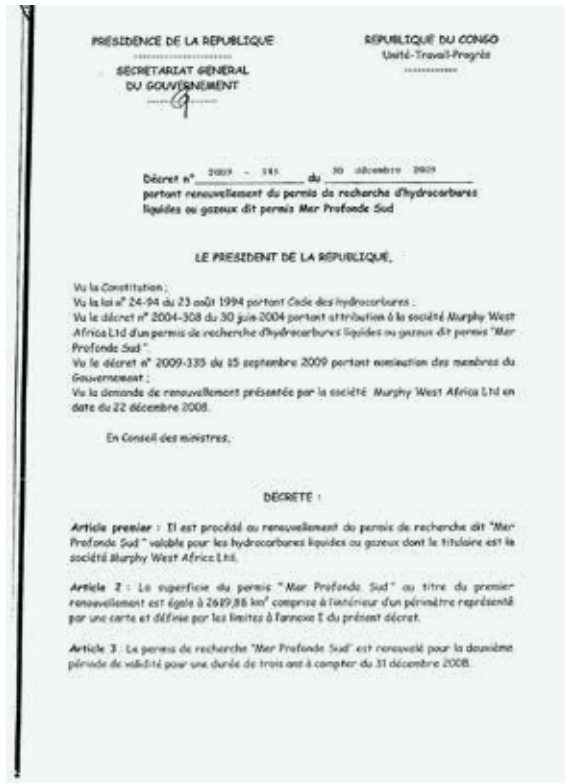 PRESIDENCE DE LA REPUBLIQUE
SECRETARIAT GENERAL
DU GOUVERNEMENT
REPUBLIQUE DU CONGO
Unité-Travail-Progrès
Décret n° 2009 - du 30 décembre 2009
portant renouvellement du permis de recherche d'hydrocarbures
liquides ou gazeux dit permis Mer Profonde Sud
LE PRESIDENT DE LA REPUBLIQUE,
Vu la Constitution ;
Vu la loi n° 24-94 du 23 août 1994 portant Code des hydrocarbures ;
Vu le décret n° 2004-308 du 30 juin 2004 portant attribution à la société Murphy West
Africa Ltd d'un permis de recherche d'hydrocarbures liquides ou gazeux dit permis "Mer
Profonde Sud".
Vu le décret n° 2009-335 du 15 septembre 2009 portant nomination des membres du
Gouvernement ;
Vu la demande de renouvellement présentée par la société Murphy West Africa Ltd en
date du 22 décembre 2008.
En Conseil des ministres,
DECRETE :
Article premier : Il est procédé au renouvellement du permis de recherche dit "Mer
Profonde Sud" valable pour les hydrocarbures liquides ou gazeux dont le titulaire est la
société Murphy West Africa Ltd.
Article 2 : La superficie du permis "Mer Profonde Sud" au titre du premier
renouvellement est égale à 2619,88 km² comprise à l'intérieur d'un périmètre représenté
par une carte et définie par les limites à l'annexe I du présent décret.
Article 3 : Le permis de recherche "Mer Profonde Sud" est renouvelé pour la deuxième
période de validité pour une durée de trois ans à compter du 31 décembre 2008.